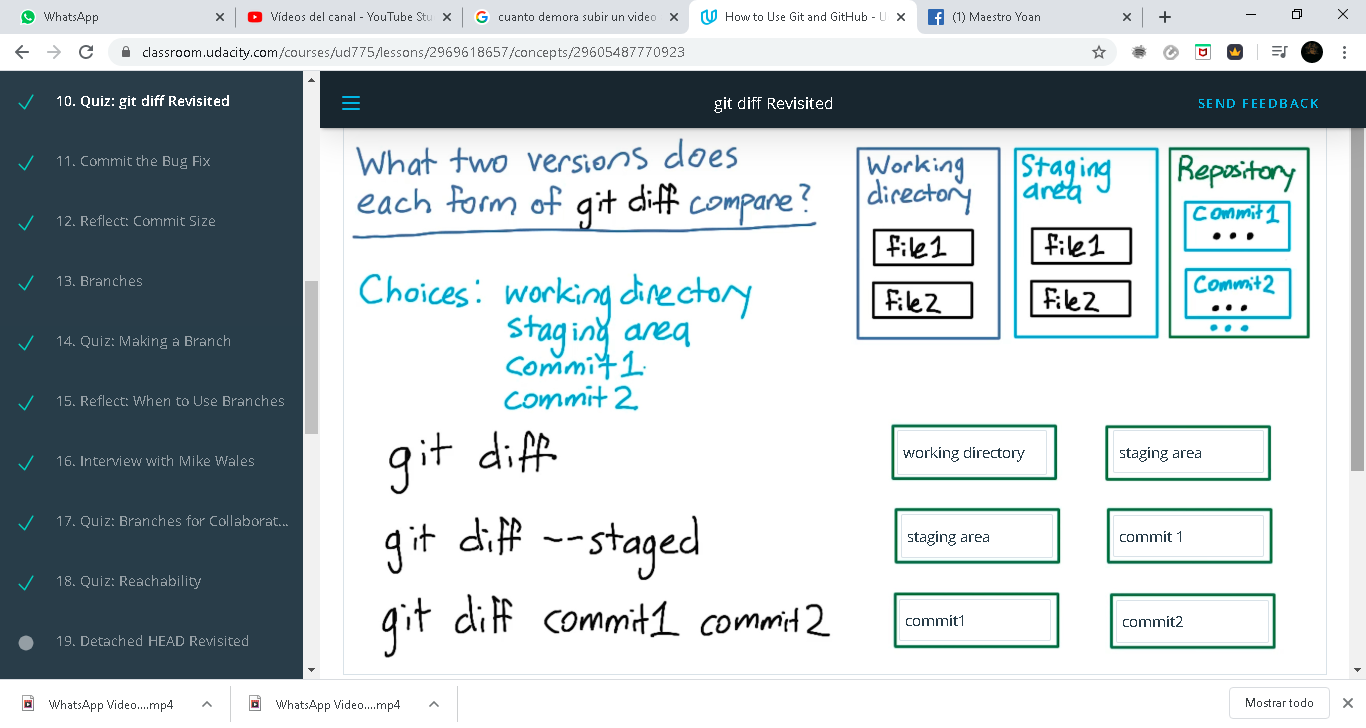 WhatsApp
Vídeos del canal - YouTube Stu
cuanto demora subir un video
How to Use Git and GitHub - U
(1) Maestro Yoan
classroom.udacity.com/courses/ud775/lessons/2969618657/concepts/29605487770923
10. Quiz: git diff Revisited
11. Commit the Bug Fix
12. Reflect: Commit Size
13. Branches
14. Quiz: Making a Branch
15. Reflect: When to Use Branches
16. Interview with Mike Wales
17. Quiz: Branches for Collaborat...
18. Quiz: Reachability
19. Detached HEAD Revisited
git diff Revisited
SEND FEEDBACK
What two versions does
each form of git diff compare?
Choices: working directory
staging area
Commit1
commit 2
Working
directory
file1
File2
Staging
area
file1
File2
Repository
Commit1
...
Commit2
...
...
git diff
working directory
staging area
git diff --staged
staging area
commit 1
git diff commit1 commit2
commit1
commit2
WhatsApp Video....mp4
WhatsApp Video....mp4
Mostrar todo